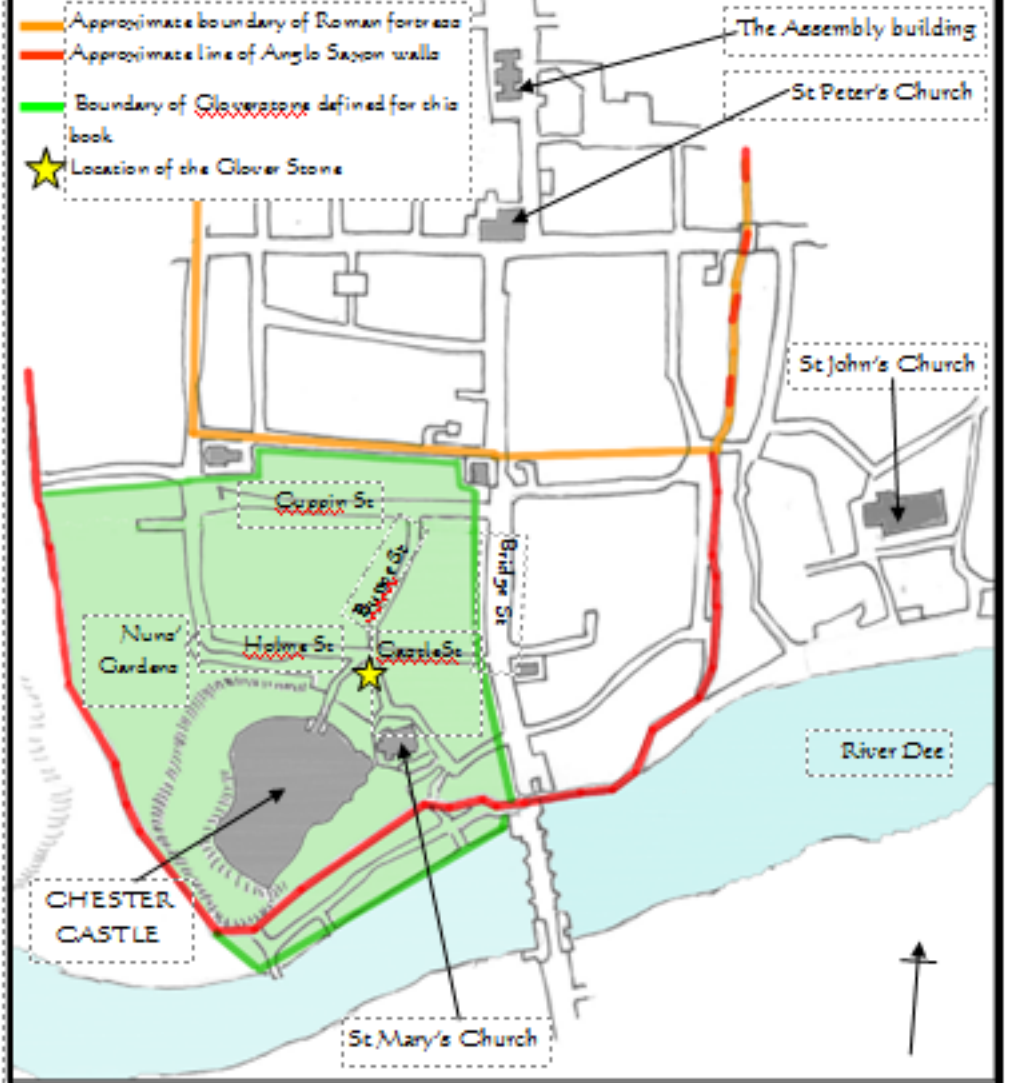 Approximate boundary of Roman fortress
Approximate line of Anglo Saxon walls
Boundary of Gloverstone defined for this
book
Location of the Glover Stone
The Assembly building
St Peter's Church
St John's Church
Cuppin St
Bunce St
Bridge St
Nuns'
Gardens
Holme St
CastleSt
River Dee
CHESTER
CASTLE
St Mary's Church